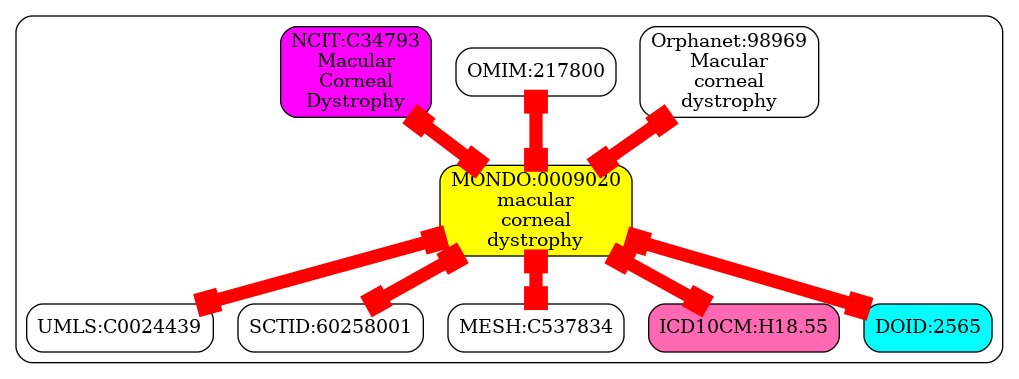 NCIT:C34793
Macular
Corneal
Dystrophy
OMIM:217800
Orphanet:98969
Macular
corneal
dystrophy
MONDO:0009020
macular
corneal
dystrophy
UMLS:C0024439
SCTID:60258001
MESH:C537834
ICD10CM:H18.55
DOID:2565